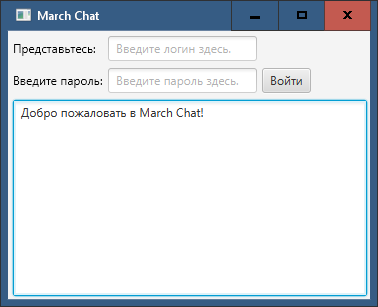 March Chat
Представьтесь: Введите логин здесь.
Введите пароль: Введите пароль здесь. Войти
Добро пожаловать в March Chat!